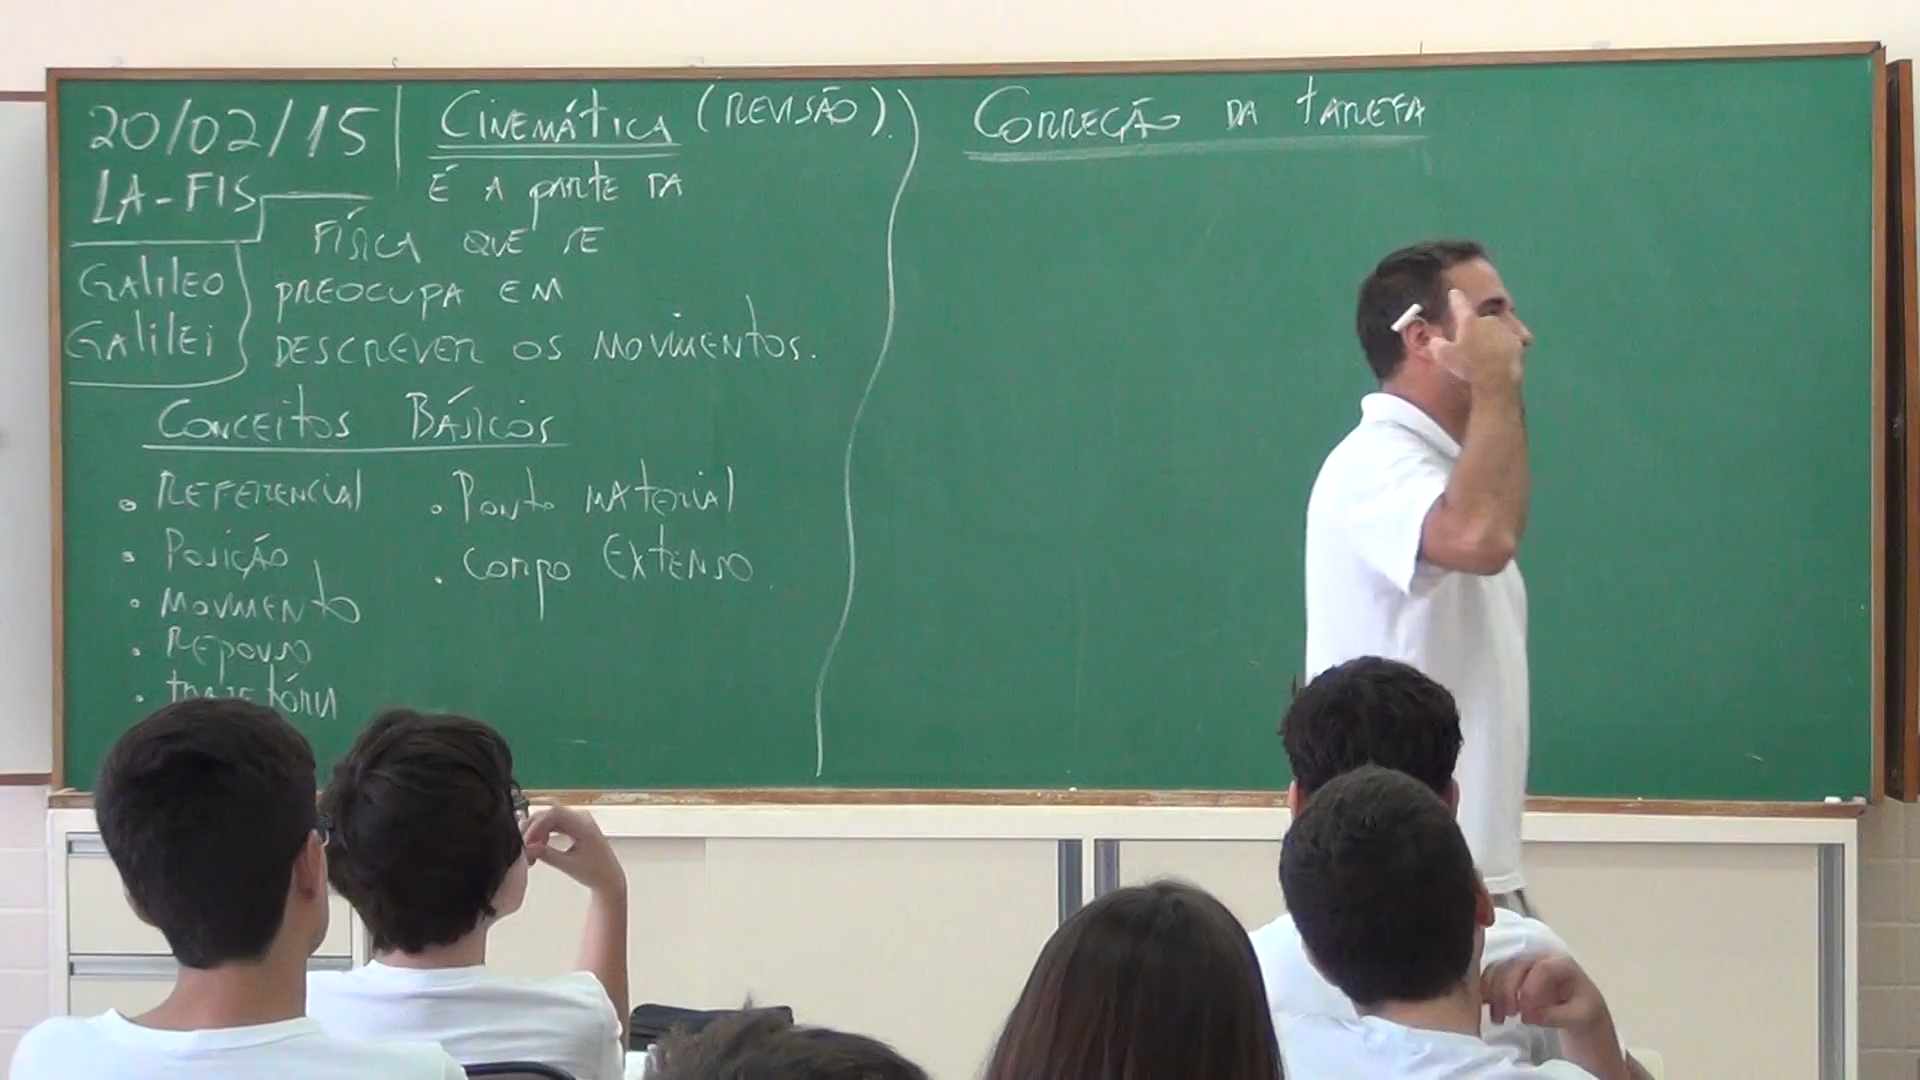 20/02/15
LA-FIS
Galileo
Galilei
CINEMÁTICA (REVISÃO).
É A PARTE DA
FÍSICA QUE SE
PREOCUPA EM
DESCREVER OS MOVIMENTOS.
CONCEITOS BÁSICOS
• REFERENCIAL
• POSIÇÃO
• MOVIMENTO
• REPOUSO
• TRAJETÓRIA
• PONTO MATERIAL
• CORPO EXTENSO
CORREÇÃO DA TAREFA